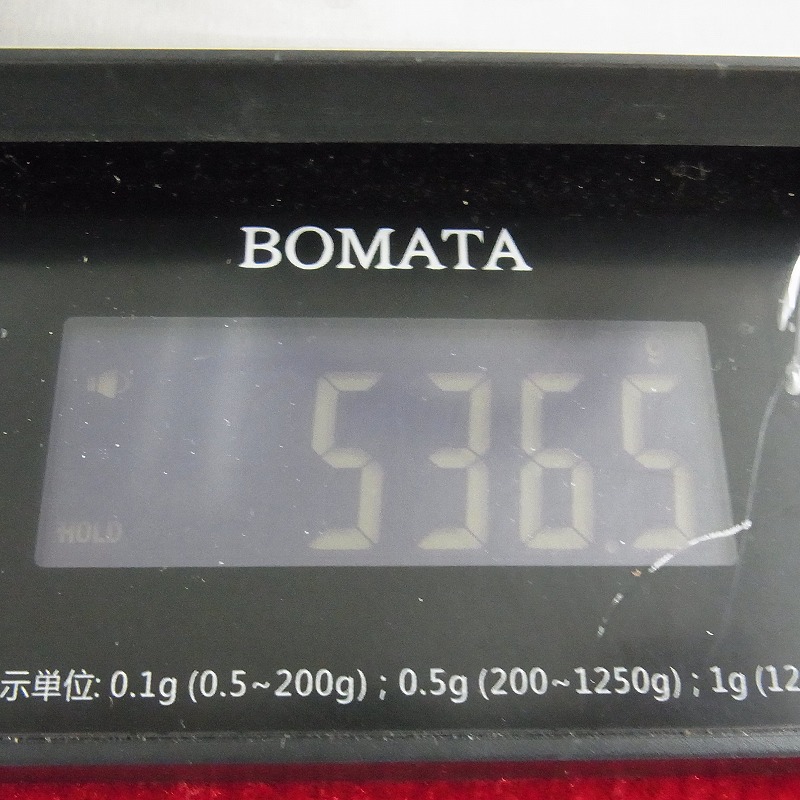 BOMATA
g
5365
HOLD
示単位: 0.1g (0.5~200g) ; 0.5g (200~1250g) ; 1g (12